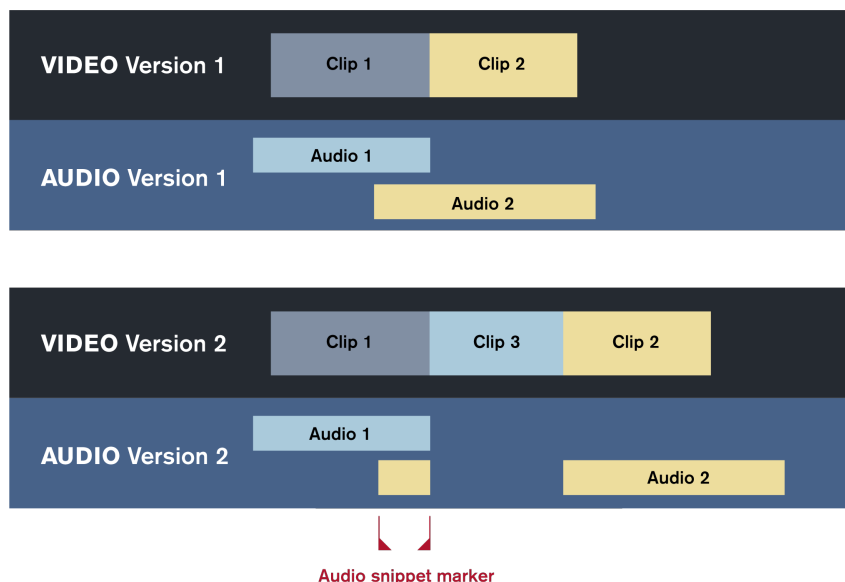 VIDEO Version 1
Clip 1
Clip 2
AUDIO Version 1
Audio 1
Audio 2
VIDEO Version 2
Clip 1
Clip 3
Clip 2
AUDIO Version 2
Audio 1
Audio 2
Audio snippet marker